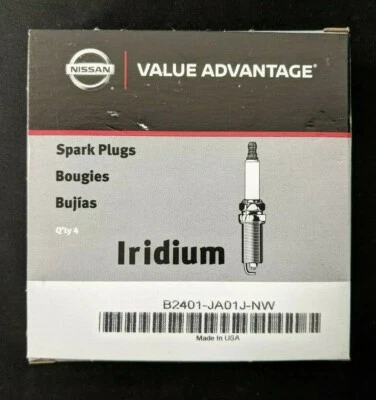 NISSAN
VALUE ADVANTAGE®
Spark Plugs
Bougies
Bujías
Q'ty 4
Iridium
B2401-JA01J-NW
Made In USA